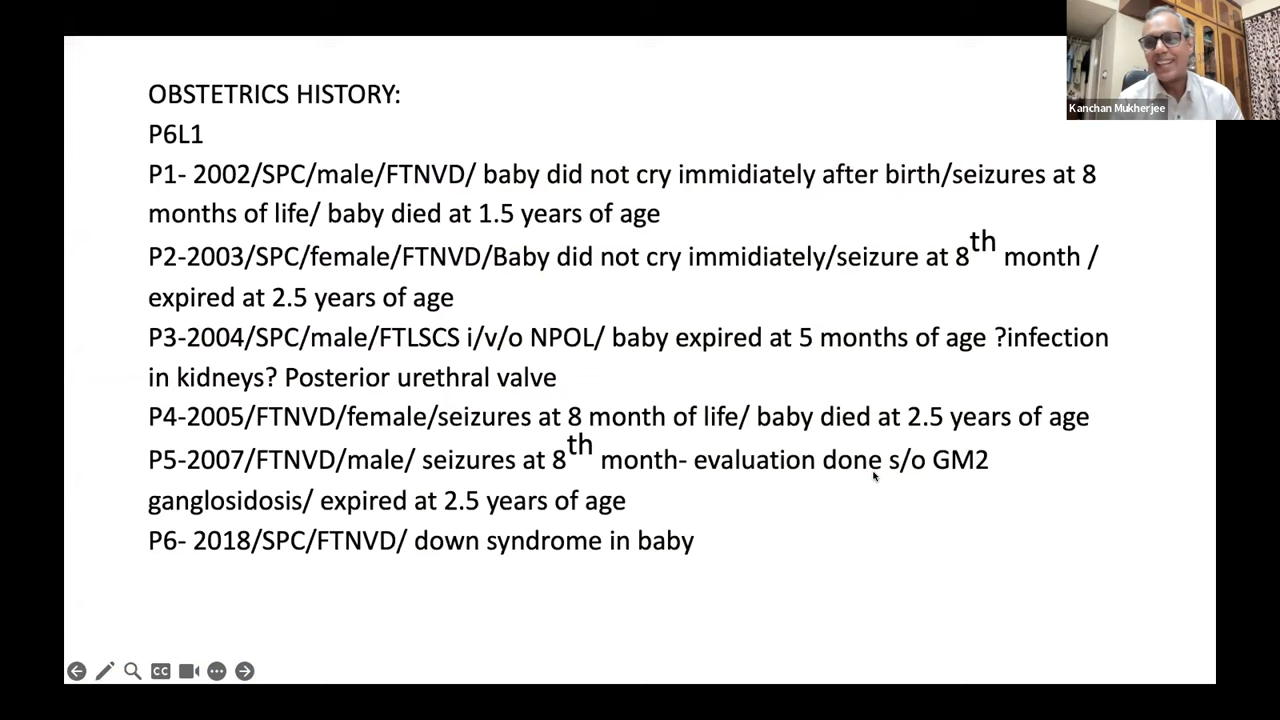 OBSTETRICS HISTORY:
P6L1
P1- 2002/SPC/male/FTNVD/ baby did not cry immidiately after birth/seizures at 8
months of life/ baby died at 1.5 years of age
P2-2003/SPC/female/FTNVD/Baby did not cry immidiately/seizure at 8th month /
expired at 2.5 years of age
P3-2004/SPC/male/FTLSCS i/v/o NPOL/ baby expired at 5 months of age ?infection
in kidneys? Posterior urethral valve
P4-2005/FTNVD/female/seizures at 8 month of life/ baby died at 2.5 years of age
P5-2007/FTNVD/male/ seizures at 8th month- evaluation done s/o GM2
ganglosidosis/ expired at 2.5 years of age
P6- 2018/SPC/FTNVD/ down syndrome in baby
Kanchan Mukherjee
CC